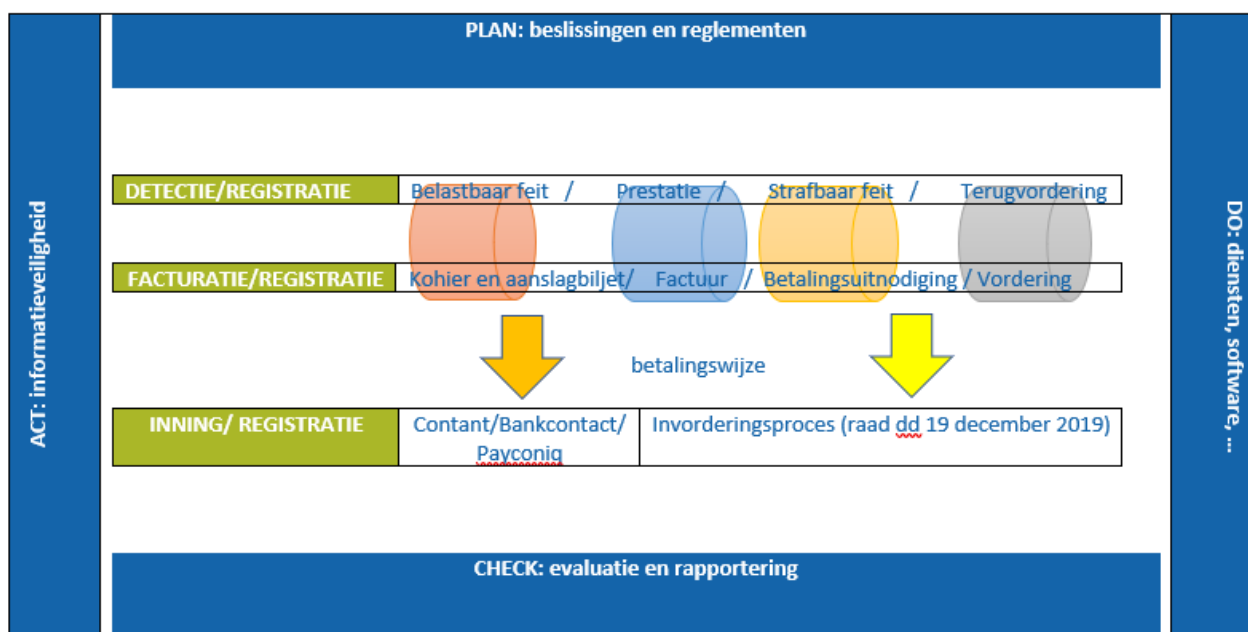 PLAN: beslissingen en reglementen
ACT: informatieveiligheid
DO: diensten, software, ...
DETECTIE/REGISTRATIE
Belastbaar feit / Prestatie / Strafbaar feit / Terugvordering
FACTURATIE/REGISTRATIE
Kohier en aanslagbiljet/ Factuur / Betalingsuitnodiging / Vordering
betalingswijze
INNING/ REGISTRATIE
Contant/Bankcontact/
Payconiq
Invorderingsproces (raad dd 19 december 2019)
CHECK: evaluatie en rapportering